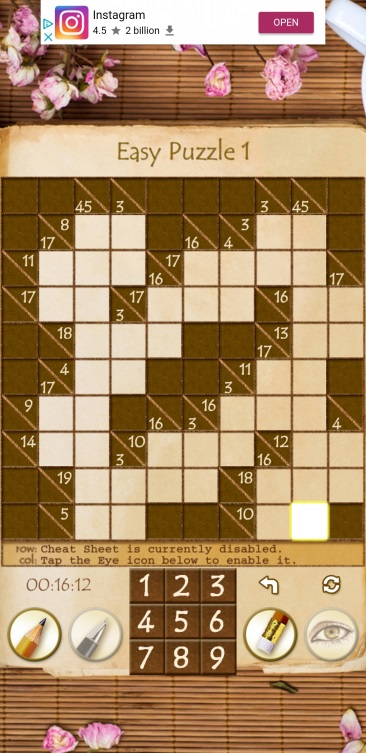 Instagram
4.5 ★ 2 billion
OPEN
Easy Puzzle 1
45 3 3 45
8 3
17 16 4
11 17
16 17
17 17 16
3
18 13
17
4 11
17 3
9 16
16 3 4
14 10 12
3 16
19 18
5 10
row: Cheat Sheet is currently disabled.
col: Tap the Eye icon below to enable it.
00:16:12
1 2 3
4 5 6
7 8 9